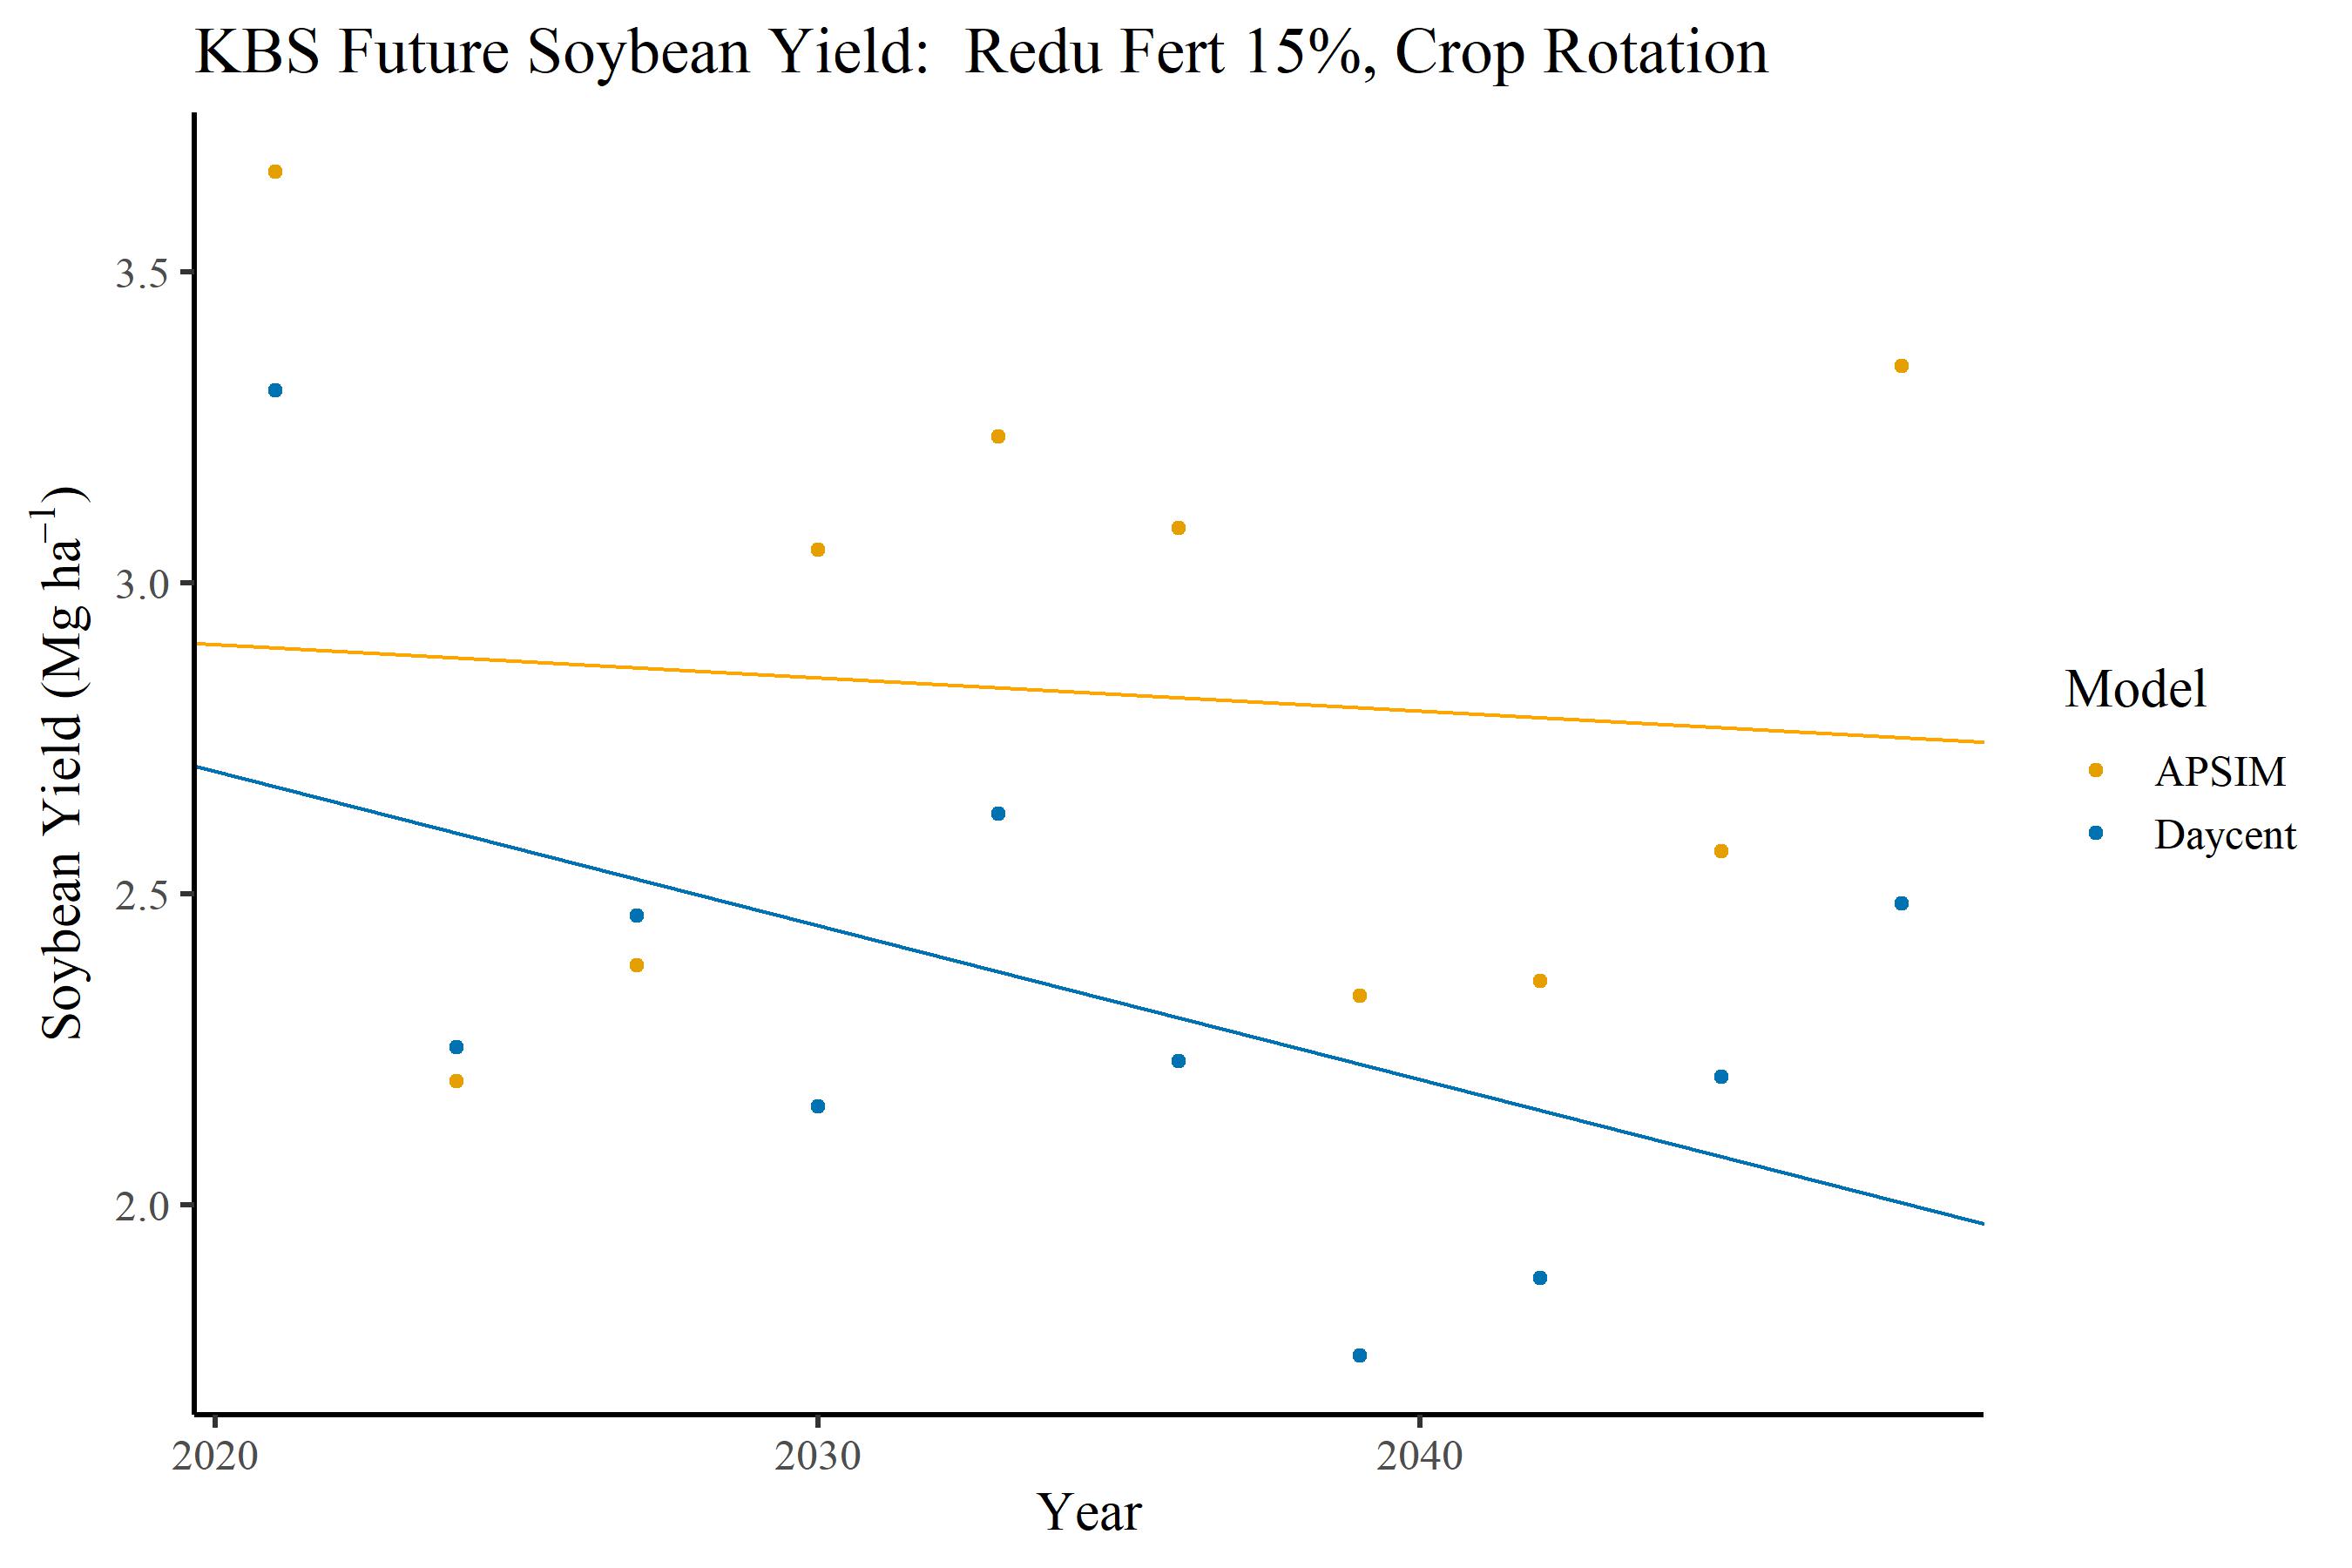 KBS Future Soybean Yield:  Redu Fert 15%, Crop Rotation
Soybean Yield (Mg ha⁻¹)
3.5
3.0
2.5
2.0
2020
2030
2040
Year
Model
APSIM
Daycent